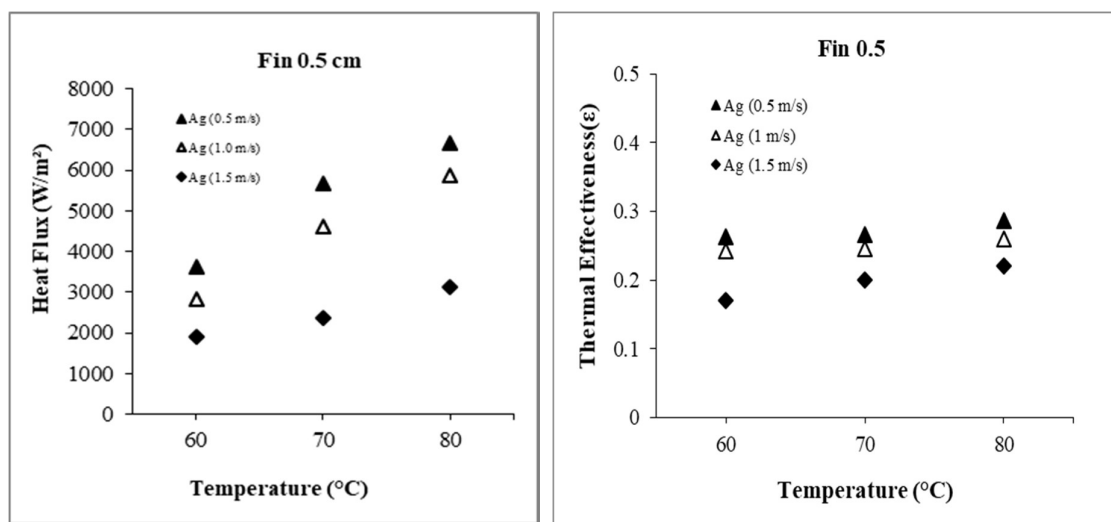 Fin 0.5 cm
8000
7000
6000
5000
4000
3000
2000
1000
0
Heat Flux (W/m²)
Ag (0.5 m/s)
Ag (1.0 m/s)
Ag (1.5 m/s)
60 70 80
Temperature (°C)
Fin 0.5
0.5
0.4
0.3
0.2
0.1
0
Thermal Effectiveness(ε)
Ag (0.5 m/s)
Ag (1 m/s)
Ag (1.5 m/s)
60 70 80
Temperature (°C)